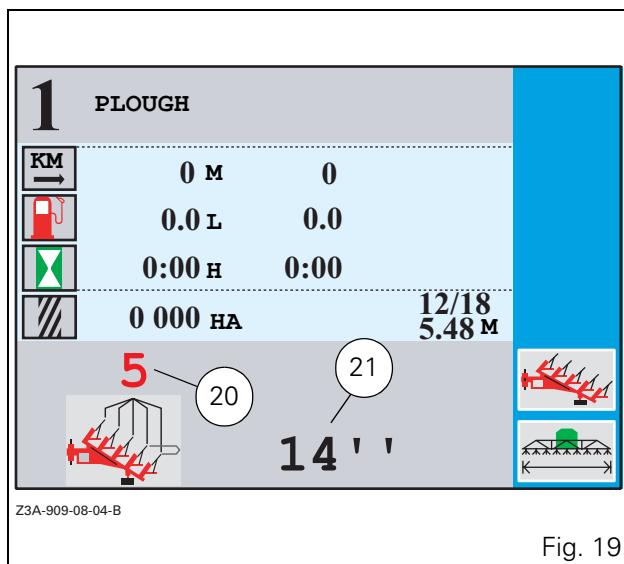 1 PLOUGH
KM
0 M 0
0.0 L 0.0
0:00 H 0:00
0 000 HA 12/18
5.48 M
5
20
21
14''
Z3A-909-08-04-B
Fig. 19